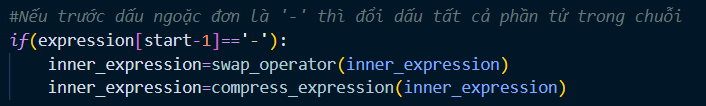 #Nếu trước dấu ngoặc đơn là '-' thì đổi dấu tất cả phần tử trong chuỗi
if(expression[start-1]=='-'):
    inner_expression=swap_operator(inner_expression)
    inner_expression=compress_expression(inner_expression)